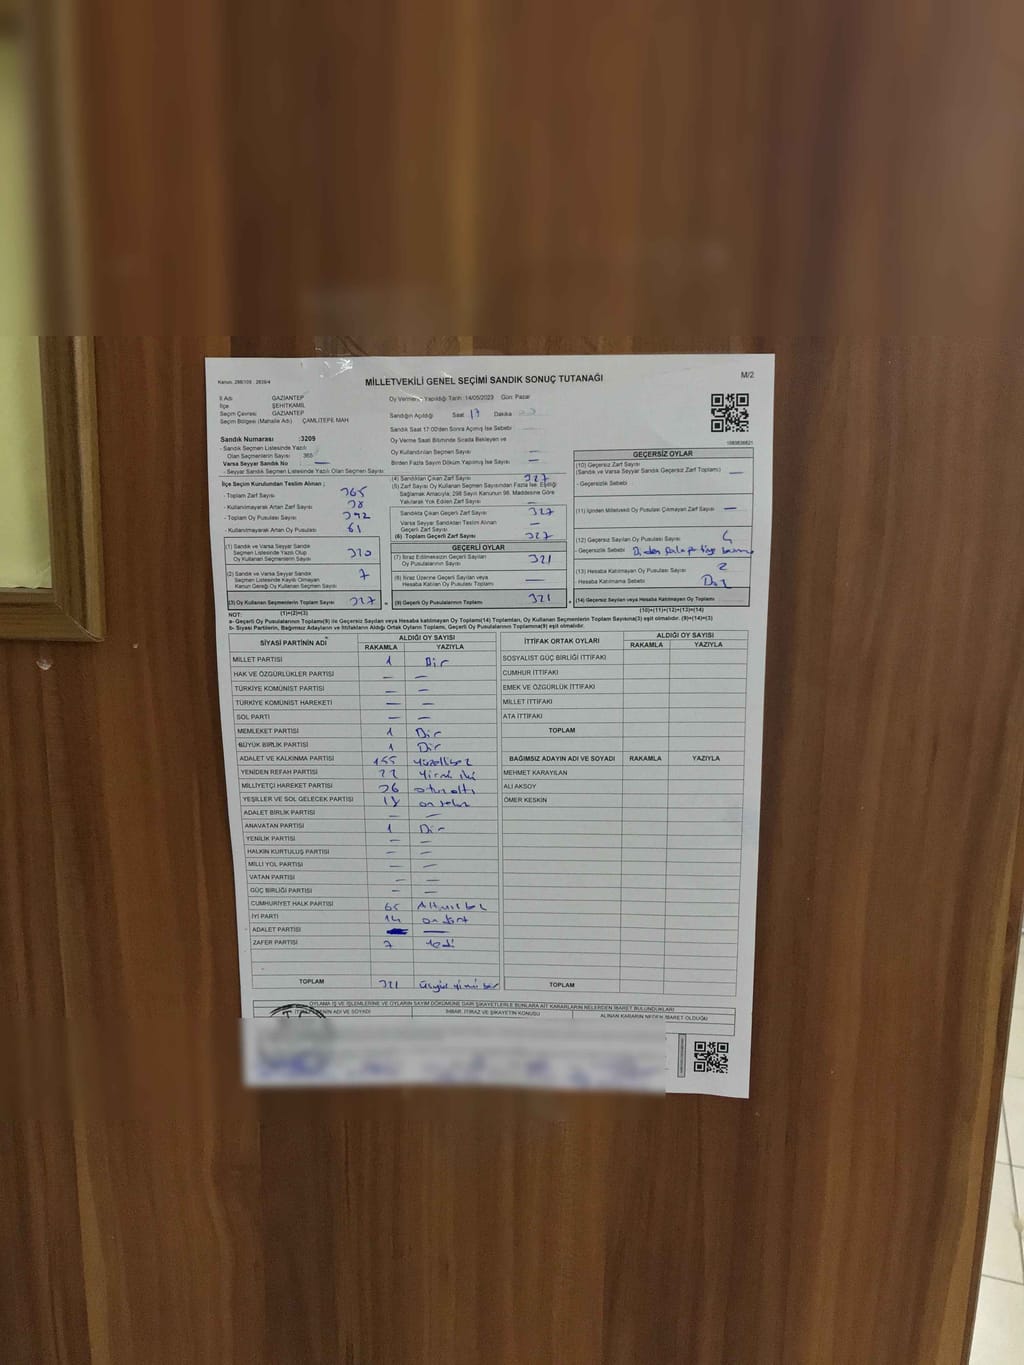 Kanun: 298/105 - 2839/4
MİLLETVEKİLİ GENEL SEÇİMİ SANDIK SONUÇ TUTANAĞI
M/2
İl Adı GAZİANTEP
İlçe ŞEHİTKAMİL
Seçim Çevresi GAZİANTEP
Seçim Bölgesi (Mahalle Adı) ÇAMLITEPE MAH
Oy Vermenin Yapıldığı Tarih : 14/05/2023 Gün: Pazar
Sandığın Açıldığı Saat 17 Dakika
Sandık Saat 17:00'den Sonra Açılmış İse Sebebi :
Oy Verme Saati Bitiminde Sırada Bekleyen ve
Oy Kullandırılan Seçmen Sayısı : —
Birden Fazla Sayım Döküm Yapılmış İse Sayısı : —
Sandık Numarası : 3209
- Sandık Seçmen Listesinde Yazılı
Olan Seçmenlerin Sayısı : 365
Varsa Seyyar Sandık No : —
- Seyyar Sandık Seçmen Listesinde Yazılı Olan Seçmen Sayısı
İlçe Seçim Kurulundan Teslim Alınan ;
- Toplam Zarf Sayısı : 365
- Kullanılmayarak Artan Zarf Sayısı : 38
- Toplam Oy Pusulası Sayısı : 392
- Kullanılmayarak Artan Oy Pusulası : 61
(1) Sandık ve Varsa Seyyar Sandık
Seçmen Listesinde Yazılı Olup
Oy Kullanan Seçmenlerin Sayısı 320
(2) Sandık ve Varsa Seyyar Sandık
Seçmen Listesinde Kayıtlı Olmayan
Kanun Gereği Oy Kullanan Seçmen Sayısı 7
(3) Oy Kullanan Seçmenlerin Toplam Sayısı 327 =
(1)+(2)=(3)
(4) Sandıktan Çıkan Zarf Sayısı 327
(5) Zarf Sayısı Oy Kullanan Seçmen Sayısından Fazla İse, Eşitliği
Sağlamak Amacıyla, 298 Sayılı Kanunun 98. Maddesine Göre
Yakılarak Yok Edilen Zarf Sayısı —
Sandıkta Çıkan Geçerli Zarf Sayısı 327
Varsa Seyyar Sandıktan Teslim Alınan
Geçerli Zarf Sayısı —
(6) Toplam Geçerli Zarf Sayısı 327
GEÇERLİ OYLAR
(7) İtiraz Edilmeksizin Geçerli Sayılan
Oy Pusulasının Sayısı 321
(8) İtiraz Üzerine Geçerli Sayılan veya
Hesaba Katılan Oy Pusulası Toplamı —
(9) Geçerli Oy Pusulalarının Toplamı 321 +
1683838621
GEÇERSİZ OYLAR
(10) Geçersiz Zarf Sayısı
(Sandık ve Varsa Seyyar Sandık Geçersiz Zarf Toplamı) —
- Geçersizlik Sebebi :
(11) İçinden Milletvekili Oy Pusulası Çıkmayan Zarf Sayısı —
(12) Geçersiz Sayılan Oy Pusulası Sayısı 4
- Geçersizlik Sebebi
(13) Hesaba Katılmayan Oy Pusulası Sayısı 2
- Hesaba Katılmama Sebebi
(14) Geçersiz Sayılan veya Hesaba Katılmayan Oy Toplamı
(10)+(11)+(12)+(13)=(14)
NOT:
a- Geçerli Oy Pusulalarının Toplamı(9) ile Geçersiz Sayılan veya Hesaba katılmayan Oy Toplamı(14) Toplamları, Oy Kullanan Seçmenlerin Toplam Sayısına(3) eşit olmalıdır. (9)+(14)=(3)
b- Siyasi Partilerin, Bağımsız Adayların ve İttifakların Aldığı Ortak Oyların Toplamı, Geçerli Oy Pusulalarının Toplamına(9) eşit olmalıdır.
SİYASİ PARTİNİN ADI ALDIĞI OY SAYISI
RAKAMLA YAZIYLA
MİLLET PARTİSİ 1 Bir
HAK VE ÖZGÜRLÜKLER PARTİSİ — —
TÜRKİYE KOMÜNİST PARTİSİ — —
TÜRKİYE KOMÜNİST HAREKETİ — —
SOL PARTİ — —
MEMLEKET PARTİSİ 1 Bir
BÜYÜK BİRLİK PARTİSİ 1 Bir
ADALET VE KALKINMA PARTİSİ 155 yüzellibeş
YENİDEN REFAH PARTİSİ 22 yirmi iki
MİLLİYETÇİ HAREKET PARTİSİ 36 otuz altı
YEŞİLLER VE SOL GELECEK PARTİSİ 18 on sekiz
ADALET BİRLİK PARTİSİ — —
ANAVATAN PARTİSİ 1 Bir
YENİLİK PARTİSİ — —
HALKIN KURTULUŞ PARTİSİ — —
MİLLİ YOL PARTİSİ — —
VATAN PARTİSİ — —
GÜÇ BİRLİĞİ PARTİSİ — —
CUMHURİYET HALK PARTİSİ 65 Altmış beş
İYİ PARTİ 14 on dört
ADALET PARTİSİ —
ZAFER PARTİSİ 7 Yedi
TOPLAM 321 üçyüz yirmi bir
İTTİFAK ORTAK OYLARI ALDIĞI OY SAYISI
RAKAMLA YAZIYLA
SOSYALİST GÜÇ BİRLİĞİ İTTİFAKI
CUMHUR İTTİFAKI
EMEK VE ÖZGÜRLÜK İTTİFAKI
MİLLET İTTİFAKI
ATA İTTİFAKI
TOPLAM
BAĞIMSIZ ADAYIN ADI VE SOYADI ALDIĞI OY SAYISI
RAKAMLA YAZIYLA
MEHMET KARAYILAN
ALİ AKSOY
ÖMER KESKİN
TOPLAM
OYLAMA İŞ VE İŞLEMLERİNE VE OYLARIN SAYIM DÖKÜMÜNE DAİR ŞİKAYETLERLE BUNLARA AİT KARARLARIN NELERDEN İBARET BULUNDUKLARI
ADI VE SOYADI İHBAR, İTİRAZ VE ŞİKAYETİN KONUSU ALINAN KARARIN NEDEN İBARET OLDUĞU